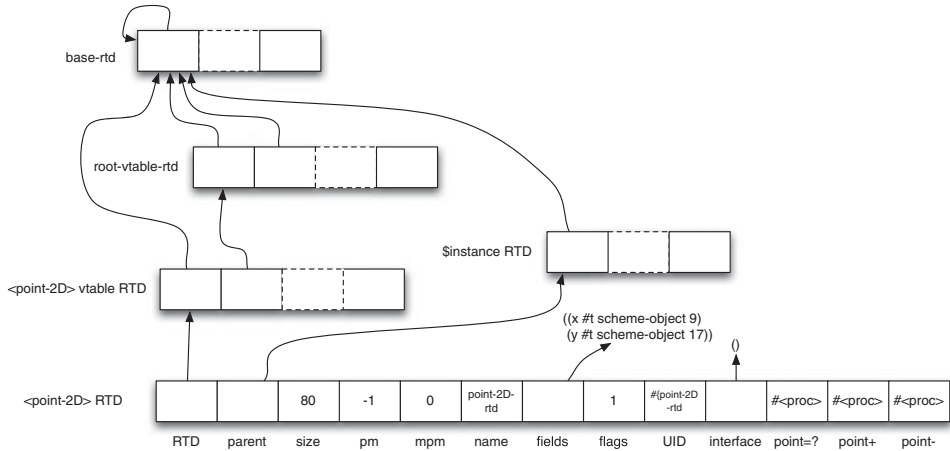 base-rtd
root-vtable-rtd
$instance RTD
<point-2D> vtable RTD
((x #t scheme-object 9)
(y #t scheme-object 17))
()
<point-2D> RTD
80
-1
0
point-2D-
rtd
1
#{point-2D
-rtd
#<proc>
#<proc>
#<proc>
RTD
parent
size
pm
mpm
name
fields
flags
UID
interface
point=?
point+
point-